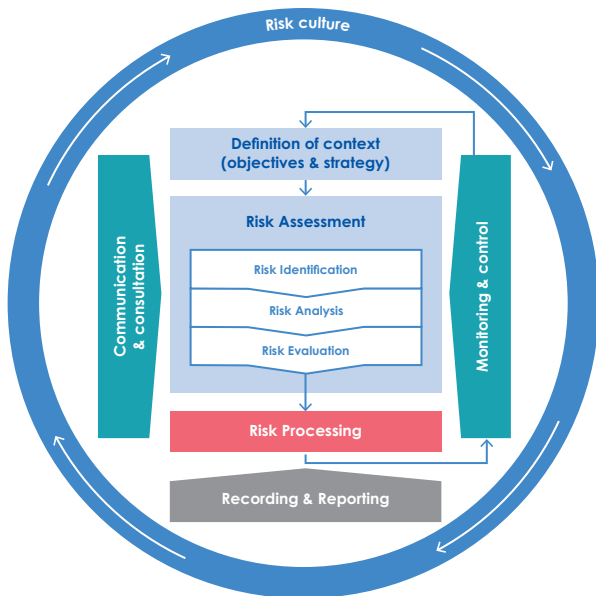 Risk culture
Definition of context
(objectives & strategy)
Risk Assessment
Risk Identification
Risk Analysis
Risk Evaluation
Communication
& consultation
Monitoring & control
Risk Processing
Recording & Reporting